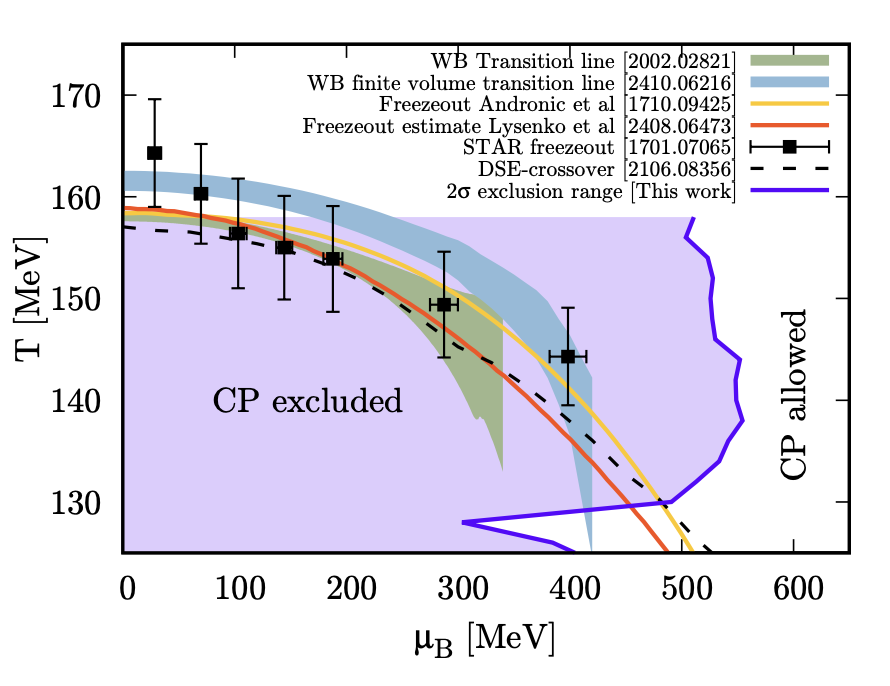 WB Transition line [2002.02821]
WB finite volume transition line [2410.06216]
Freezeout Andronic et al [1710.09425]
Freezeout estimate Lysenko et al [2408.06473]
STAR freezeout [1701.07065]
DSE-crossover [2106.08356]
2σ exclusion range [This work]
170
160
150
140
130
T [MeV]
CP excluded
CP allowed
0 100 200 300 400 500 600
μB [MeV]